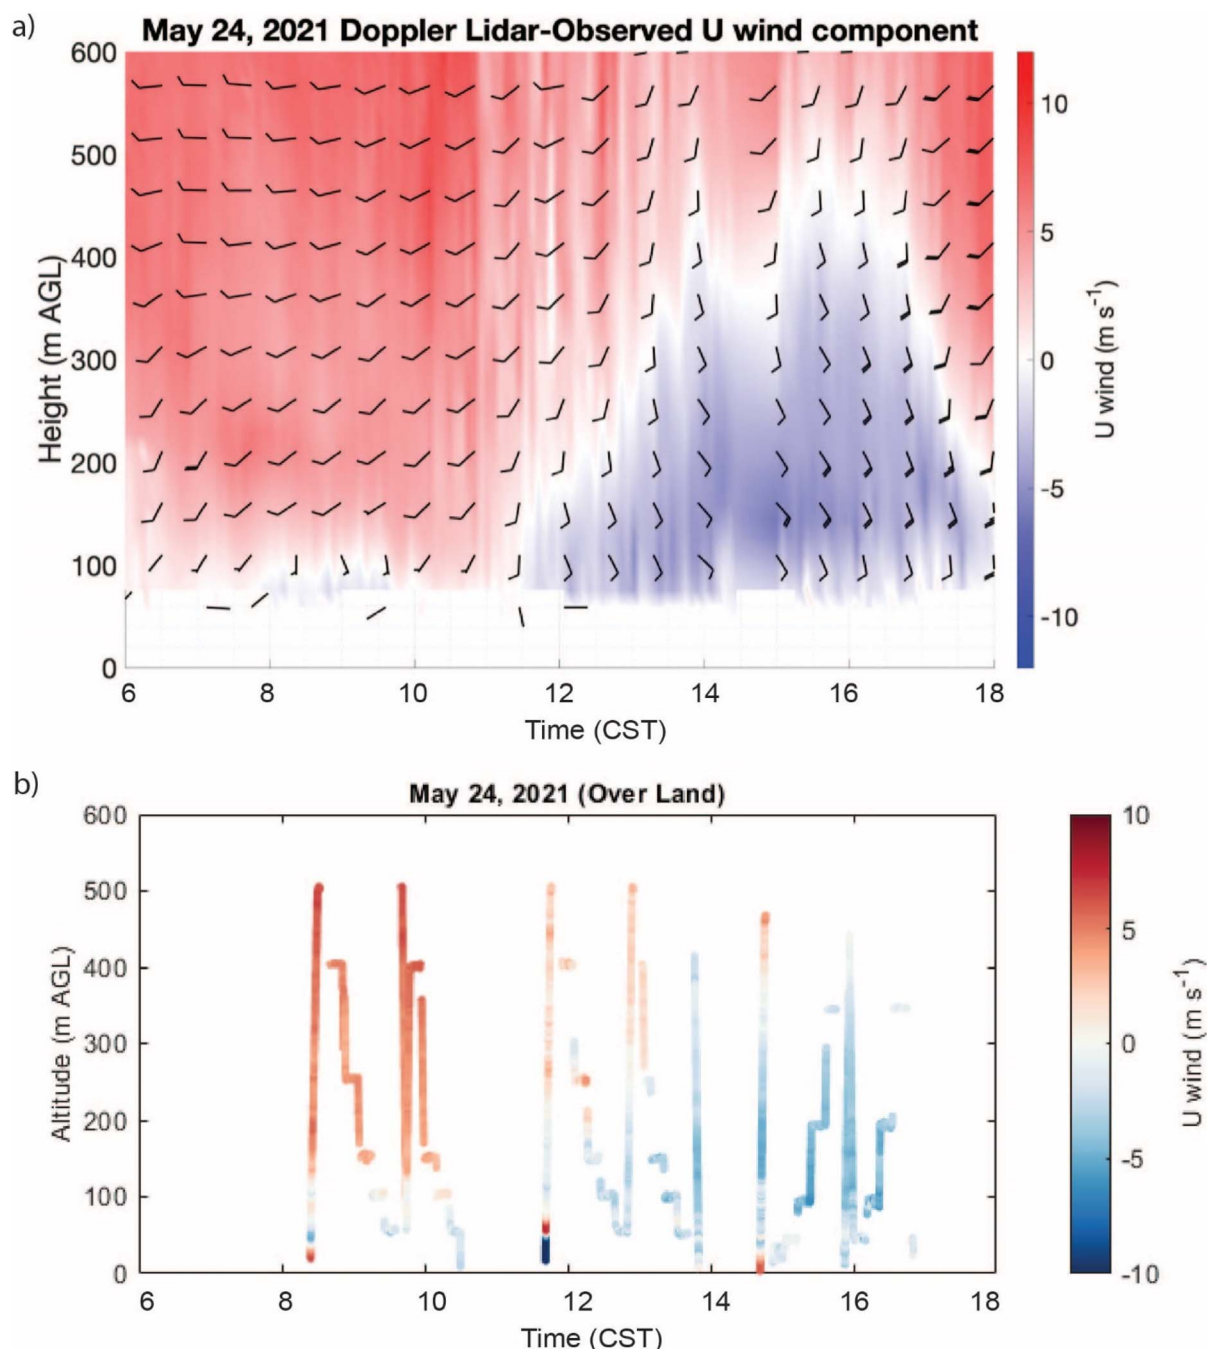 a)
May 24, 2021 Doppler Lidar-Observed U wind component
600
500
400
300
200
100
0
Height (m AGL)
6 8 10 12 14 16 18
Time (CST)
10
5
0
-5
-10
U wind (m s-1)
b)
May 24, 2021 (Over Land)
600
500
400
300
200
100
0
Altitude (m AGL)
6 8 10 12 14 16 18
Time (CST)
10
5
0
-5
-10
U wind (m s-1)